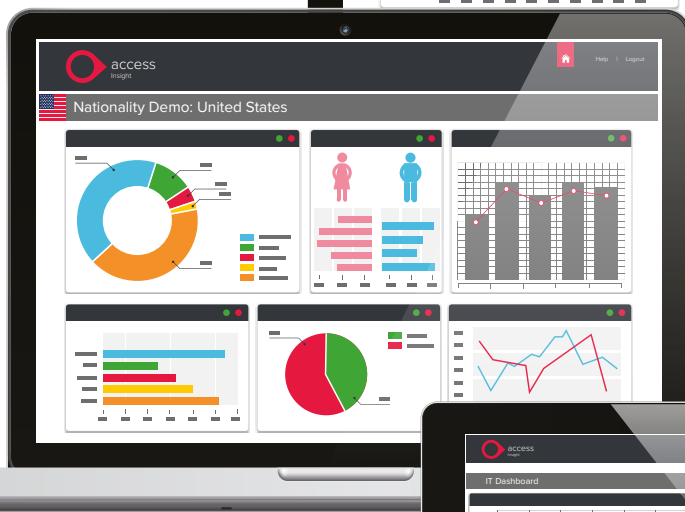 access
Insight
Help | Logout
Nationality Demo: United States
access
Insight
IT Dashboard